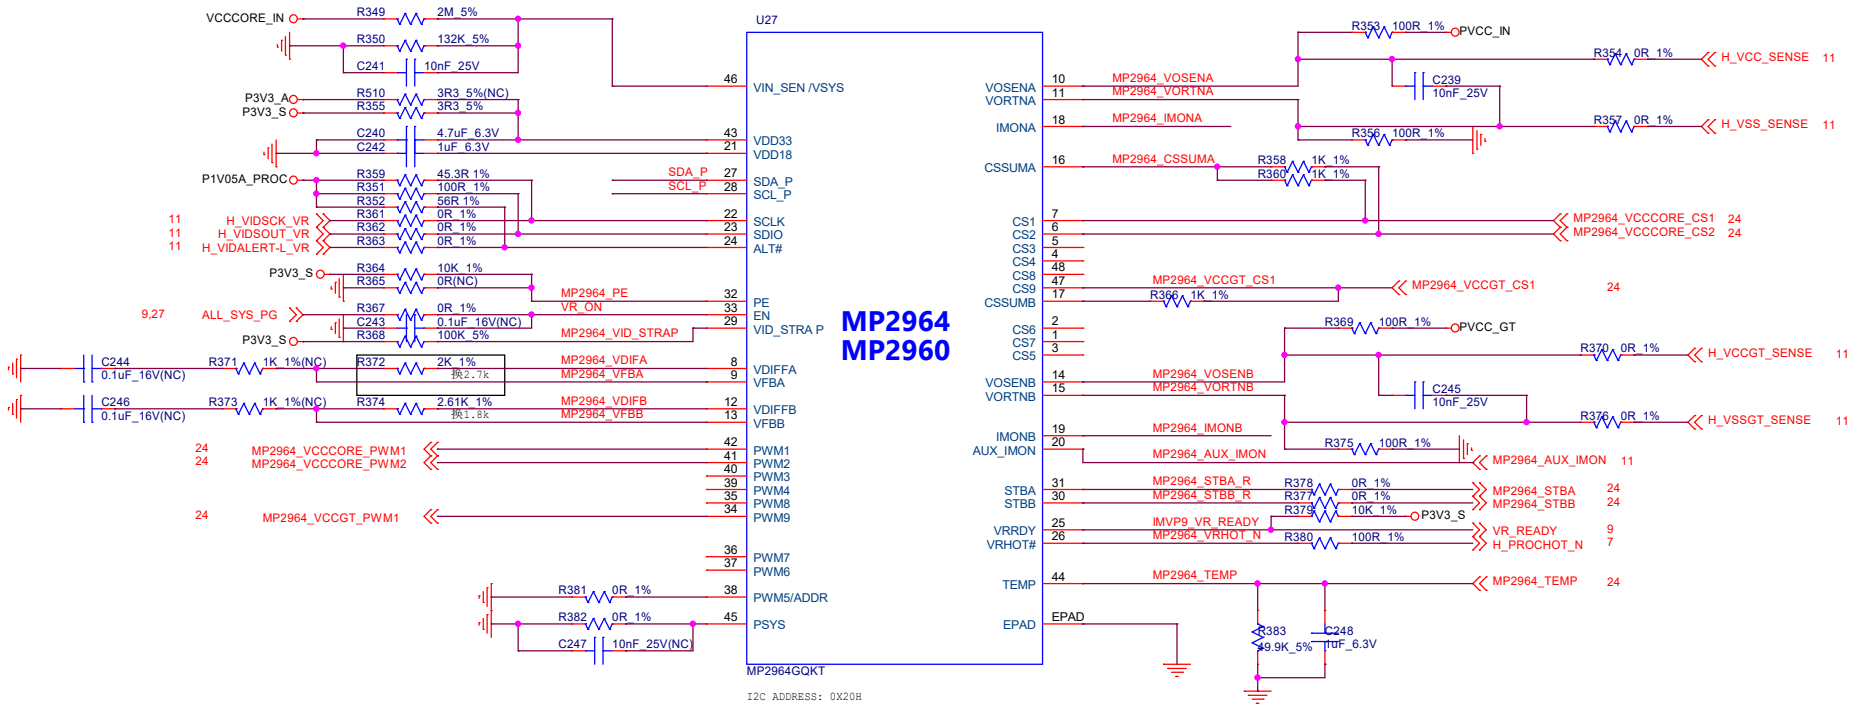 VCCCORE_IN R349 2M_5%
R350 132K_5%
C241 10nF_25V
P3V3_A R510 3R3_5%(NC)
P3V3_S R355 3R3_5%
C240 4.7uF_6.3V
C242 1uF_6.3V
P1V05A_PROC R359 45.3R 1%
R351 100R_1%
R352 56R 1%
11 H_VIDSCK_VR R361 0R_1%
11 H_VIDSOUT_VR R362 0R_1%
11 H_VIDALERT-L_VR R363 0R_1%
P3V3_S R364 10K_1%
R365 0R(NC)
9,27 ALL_SYS_PG R367 0R_1%
C243 0.1uF_16V(NC)
P3V3_S R368 100K_5%
C244 0.1uF_16V(NC) R371 1K_1%(NC) R372 2K_1%
换2.7k
C246 0.1uF_16V(NC) R373 1K_1%(NC) R374 2.61K_1%
换1.8k
24 MP2964_VCCCORE_PWM1
24 MP2964_VCCCORE_PWM2
24 MP2964_VCCGT_PWM1
R381 0R_1%
R382 0R_1%
C247 10nF_25V(NC)
SDA_P
SCL_P
MP2964_PE
VR_ON
MP2964_VID_STRAP
MP2964_VDIFA
MP2964_VFBA
MP2964_VDIFB
MP2964_VFBB
U27
46 VIN_SEN /VSYS
43 VDD33
21 VDD18
27 SDA_P
28 SCL_P
22 SCLK
23 SDIO
24 ALT#
32 PE
33 EN
29 VID_STRA P
8 VDIFFA
9 VFBA
12 VDIFFB
13 VFBB
42 PWM1
41 PWM2
40 PWM3
39 PWM4
35 PWM8
34 PWM9
36 PWM7
37 PWM6
38 PWM5/ADDR
45 PSYS
MP2964
MP2960
VOSENA 10 MP2964_VOSENA
VORTNA 11 MP2964_VORTNA
IMONA 18 MP2964_IMONA
CSSUMA 16 MP2964_CSSUMA
CS1 7
CS2 6
CS3 5
CS4 4
CS8 48
CS9 47 MP2964_VCCGT_CS1
CSSUMB 17
CS6 2
CS7 1
CS5 3
VOSENB 14 MP2964_VOSENB
VORTNB 15 MP2964_VORTNB
IMONB 19 MP2964_IMONB
AUX_IMON 20 MP2964_AUX_IMON
STBA 31 MP2964_STBA_R
STBB 30 MP2964_STBB_R
VRRDY 25 IMVP9_VR_READY
VRHOT# 26 MP2964_VRHOT_N
TEMP 44 MP2964_TEMP
EPAD EPAD
R353 100R_1% PVCC_IN
R354 0R_1% H_VCC_SENSE 11
C239 10nF_25V
R357 0R_1% H_VSS_SENSE 11
R356 100R_1%
R358 1K_1%
R360 1K_1%
MP2964_VCCCORE_CS1 24
MP2964_VCCCORE_CS2 24
MP2964_VCCGT_CS1 24
R366 1K_1%
R369 100R_1% PVCC_GT
R370 0R_1% H_VCCGT_SENSE 11
C245 10nF_25V
R376 0R_1% H_VSSGT_SENSE 11
R375 100R_1%
MP2964_AUX_IMON 11
R378 0R_1% MP2964_STBA 24
R377 0R_1% MP2964_STBB 24
R379 10K_1% P3V3_S
VR_READY 9
R380 100R_1% H_PROCHOT_N 7
MP2964_TEMP 24
R383 49.9K_5%
C248 1uF_6.3V
MP2964GQKT
I2C ADDRESS: 0X20H